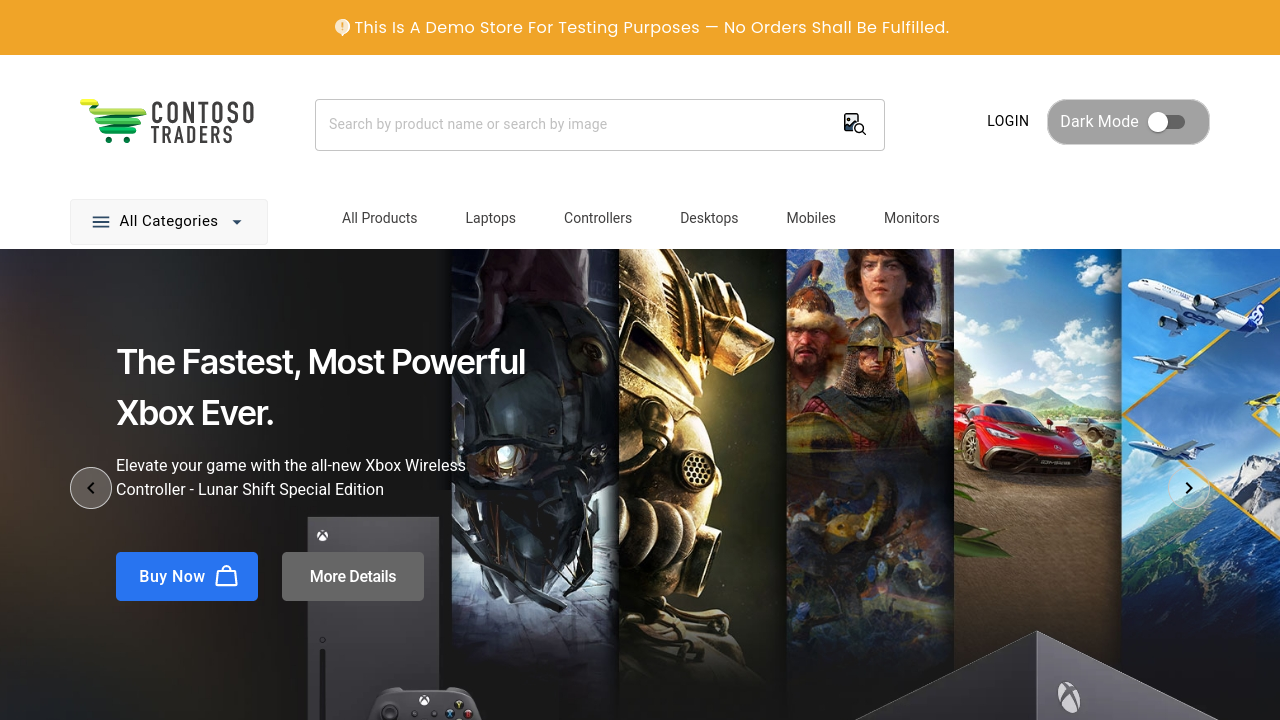 This Is A Demo Store For Testing Purposes — No Orders Shall Be Fulfilled.
CONTOSO
TRADERS
Search by product name or search by image
LOGIN
Dark Mode
All Categories
All Products
Laptops
Controllers
Desktops
Mobiles
Monitors
The Fastest, Most Powerful
Xbox Ever.
Elevate your game with the all-new Xbox Wireless
Controller - Lunar Shift Special Edition
Buy Now
More Details